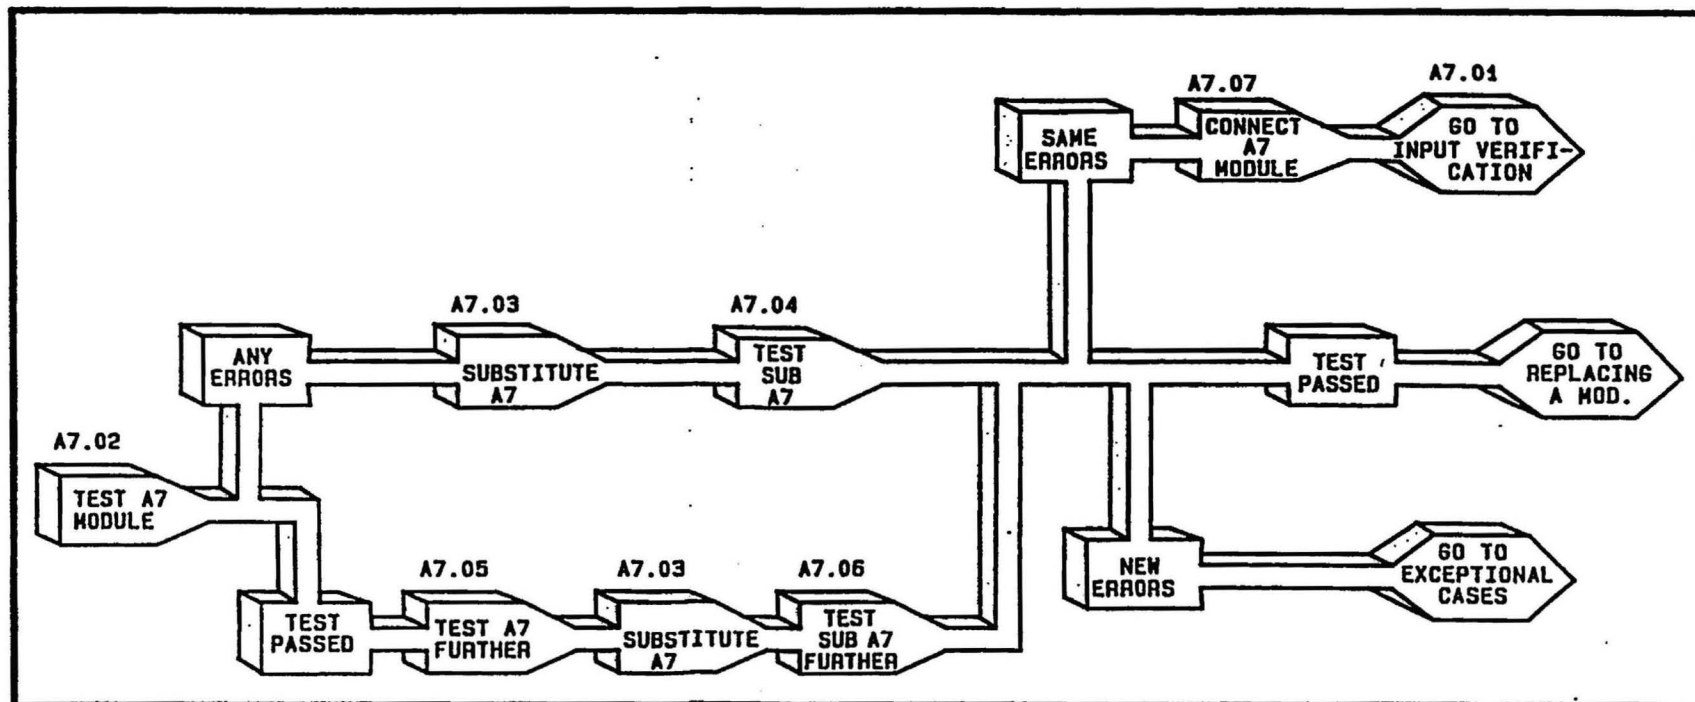 A7.07
A7.01
SAME
ERRORS
CONNECT
A7
MODULE
GO TO
INPUT VERIFI-
CATION
A7.03
A7.04
ANY
ERRORS
SUBSTITUTE
A7
TEST
SUB
A7
TEST
PASSED
GO TO
REPLACING
A MOD.
A7.02
TEST A7
MODULE
NEW
ERRORS
GO TO
EXCEPTIONAL
CASES
A7.05
A7.03
A7.06
TEST
PASSED
TEST A7
FURTHER
SUBSTITUTE
A7
TEST
SUB A7
FURTHER